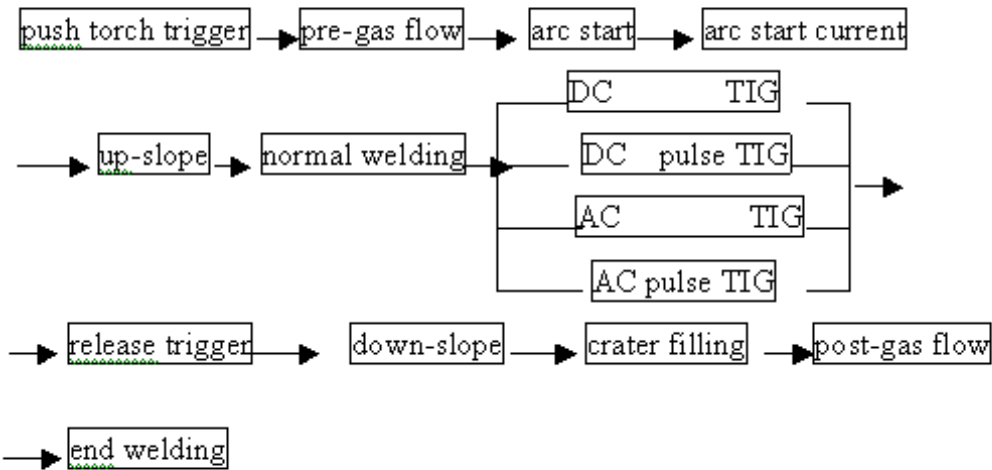 push torch trigger
pre-gas flow
arc start
arc start current
up-slope
normal welding
DC TIG
DC pulse TIG
AC TIG
AC pulse TIG
release trigger
down-slope
crater filling
post-gas flow
end welding